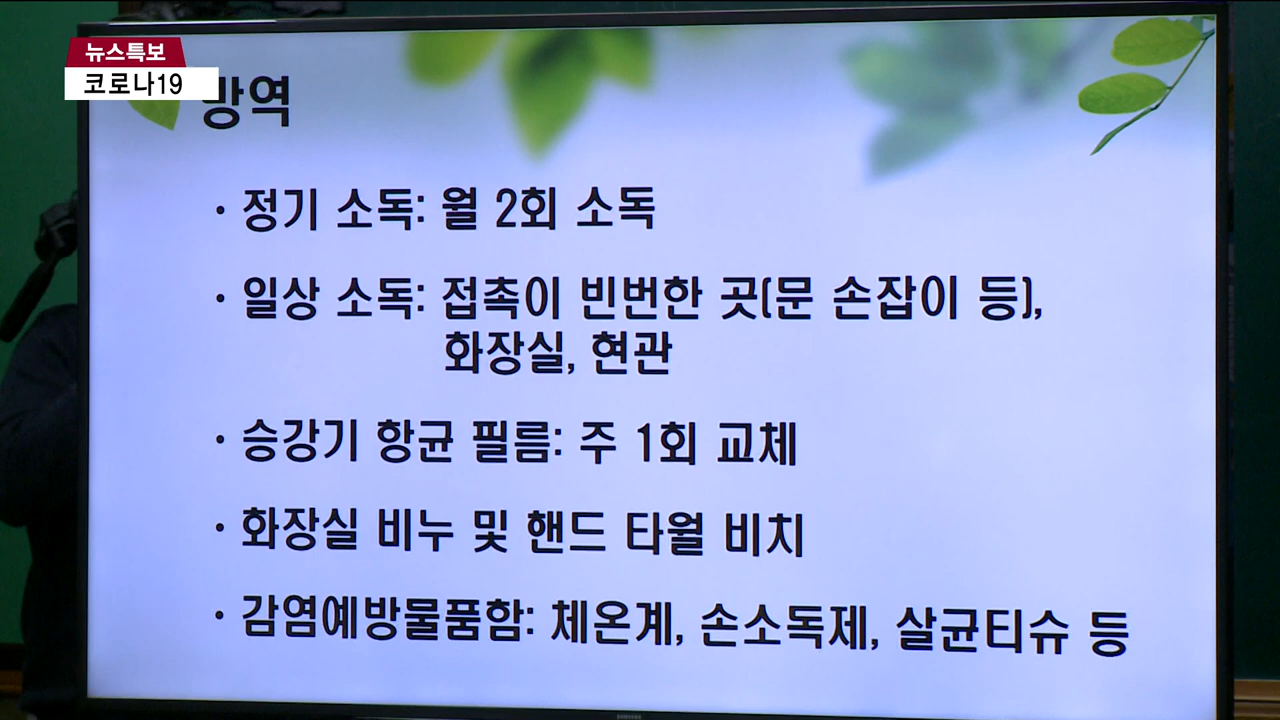 뉴스특보
코로나19
방역
· 정기 소독: 월 2회 소독
· 일상 소독: 접촉이 빈번한 곳(문 손잡이 등),
화장실, 현관
· 승강기 항균 필름: 주 1회 교체
· 화장실 비누 및 핸드 타월 비치
· 감염예방물품함: 체온계, 손소독제, 살균티슈 등
SAMSUNG